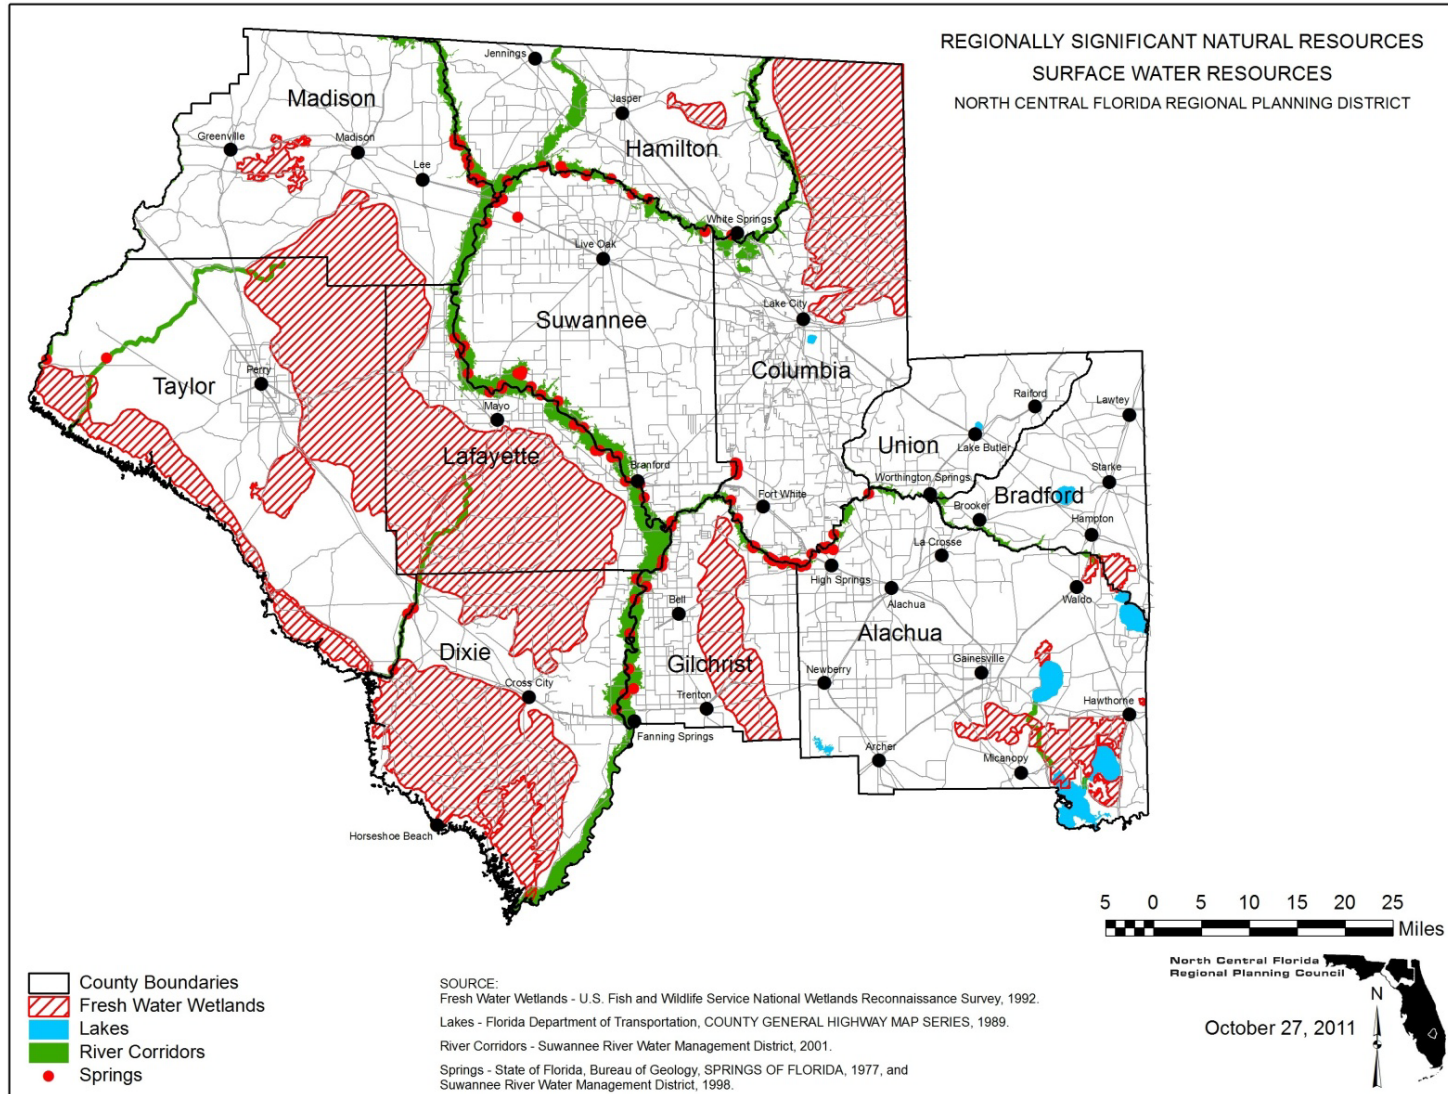 REGIONALLY SIGNIFICANT NATURAL RESOURCES
SURFACE WATER RESOURCES
NORTH CENTRAL FLORIDA REGIONAL PLANNING DISTRICT
Jennings
Madison
Jasper
Greenville
Madison
Hamilton
Lee
White Springs
Live Oak
Lake City
Suwannee
Columbia
Perry
Taylor
Mayo
Raiford
Lawtey
Union
Lake Butler
Lafayette
Branford
Worthington Springs
Starke
Fort White
Bradford
Brooker
Hampton
La Crosse
High Springs
Alachua
Waldo
Bell
Alachua
Dixie
Gilchrist
Gainesville
Newberry
Cross City
Trenton
Hawthorne
Fanning Springs
Archer
Micanopy
Horseshoe Beach
5 0 5 10 15 20 25
Miles
North Central Florida
Regional Planning Council
N
October 27, 2011
County Boundaries
Fresh Water Wetlands
Lakes
River Corridors
Springs
SOURCE:
Fresh Water Wetlands - U.S. Fish and Wildlife Service National Wetlands Reconnaissance Survey, 1992.
Lakes - Florida Department of Transportation, COUNTY GENERAL HIGHWAY MAP SERIES, 1989.
River Corridors - Suwannee River Water Management District, 2001.
Springs - State of Florida, Bureau of Geology, SPRINGS OF FLORIDA, 1977, and
Suwannee River Water Management District, 1998.